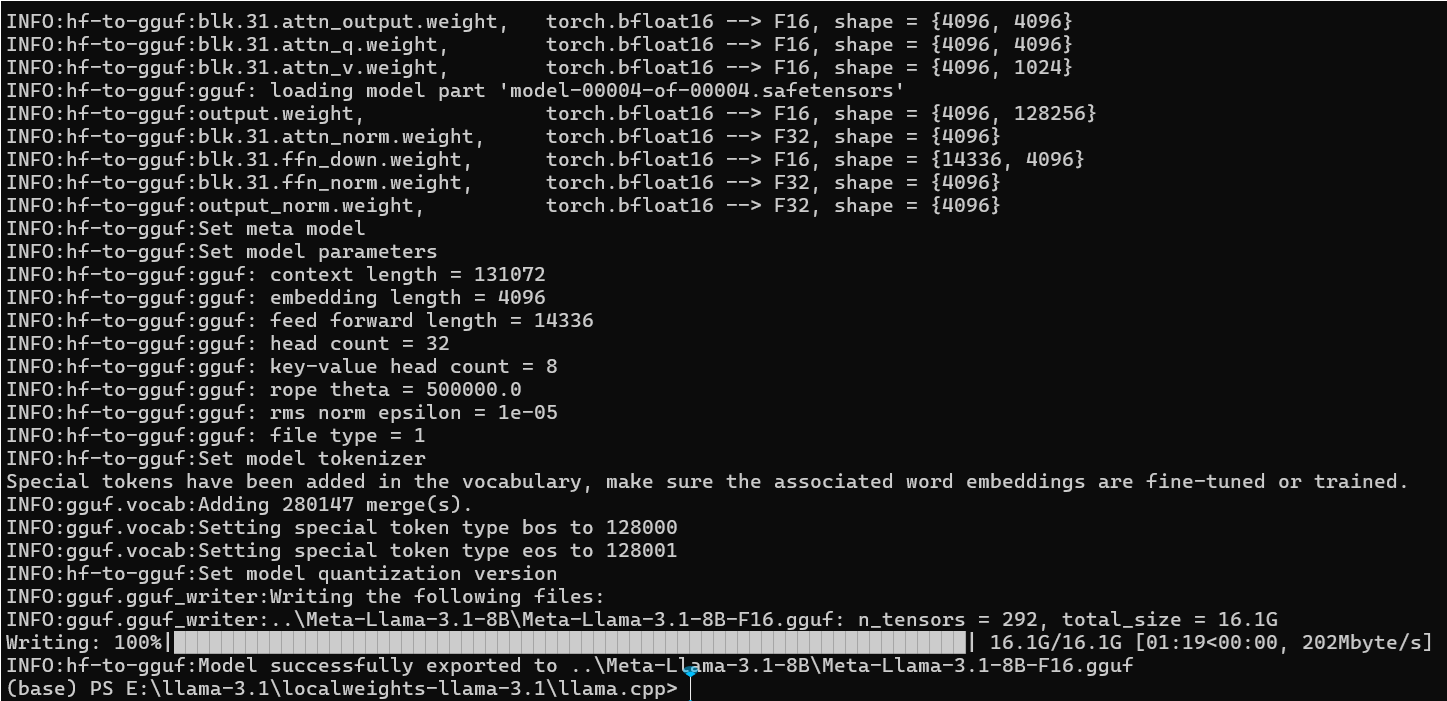 INFO:hf-to-gguf:blk.31.attn_output.weight,   torch.bfloat16 --> F16, shape = {4096, 4096}
INFO:hf-to-gguf:blk.31.attn_q.weight,        torch.bfloat16 --> F16, shape = {4096, 4096}
INFO:hf-to-gguf:blk.31.attn_v.weight,        torch.bfloat16 --> F16, shape = {4096, 1024}
INFO:hf-to-gguf:gguf: loading model part 'model-00004-of-00004.safetensors'
INFO:hf-to-gguf:output.weight,               torch.bfloat16 --> F16, shape = {4096, 128256}
INFO:hf-to-gguf:blk.31.attn_norm.weight,     torch.bfloat16 --> F32, shape = {4096}
INFO:hf-to-gguf:blk.31.ffn_down.weight,      torch.bfloat16 --> F16, shape = {14336, 4096}
INFO:hf-to-gguf:blk.31.ffn_norm.weight,      torch.bfloat16 --> F32, shape = {4096}
INFO:hf-to-gguf:output_norm.weight,          torch.bfloat16 --> F32, shape = {4096}
INFO:hf-to-gguf:Set meta model
INFO:hf-to-gguf:Set model parameters
INFO:hf-to-gguf:gguf: context length = 131072
INFO:hf-to-gguf:gguf: embedding length = 4096
INFO:hf-to-gguf:gguf: feed forward length = 14336
INFO:hf-to-gguf:gguf: head count = 32
INFO:hf-to-gguf:gguf: key-value head count = 8
INFO:hf-to-gguf:gguf: rope theta = 500000.0
INFO:hf-to-gguf:gguf: rms norm epsilon = 1e-05
INFO:hf-to-gguf:gguf: file type = 1
INFO:hf-to-gguf:Set model tokenizer
Special tokens have been added in the vocabulary, make sure the associated word embeddings are fine-tuned or trained.
INFO:gguf.vocab:Adding 280147 merge(s).
INFO:gguf.vocab:Setting special token type bos to 128000
INFO:gguf.vocab:Setting special token type eos to 128001
INFO:hf-to-gguf:Set model quantization version
INFO:gguf.gguf_writer:Writing the following files:
INFO:gguf.gguf_writer:..\Meta-Llama-3.1-8B\Meta-Llama-3.1-8B-F16.gguf: n_tensors = 292, total_size = 16.1G
Writing: 100%|██████████| 16.1G/16.1G [01:19<00:00, 202Mbyte/s]
INFO:hf-to-gguf:Model successfully exported to ..\Meta-Llama-3.1-8B\Meta-Llama-3.1-8B-F16.gguf
(base) PS E:\llama-3.1\localweights-llama-3.1\llama.cpp>